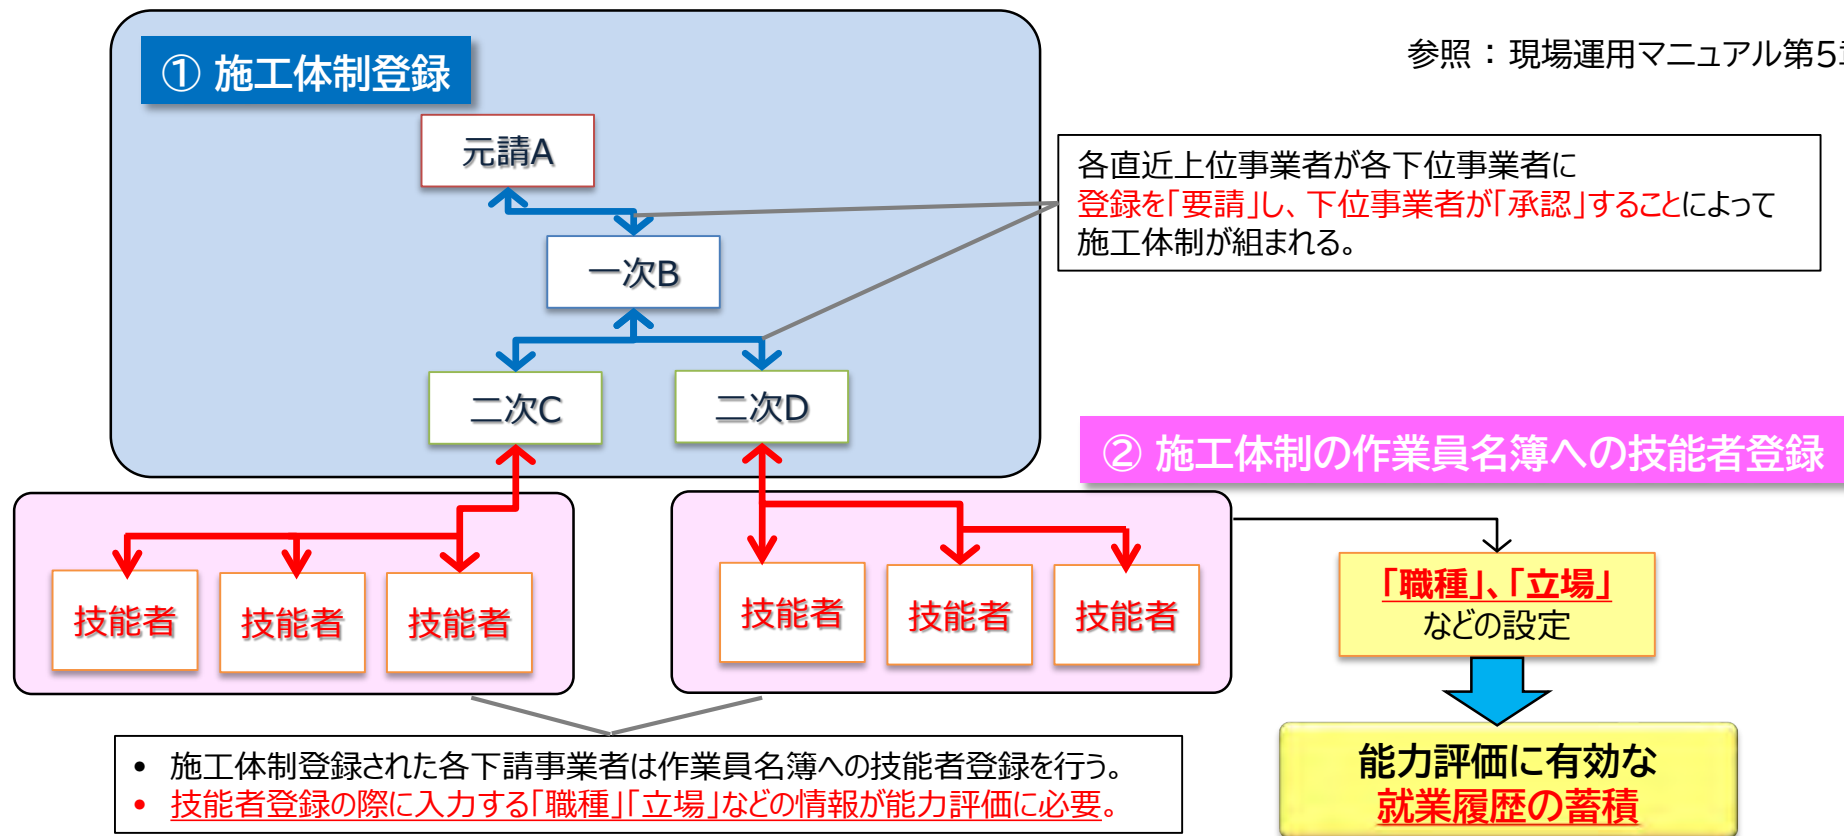 ① 施工体制登録
参照：現場運用マニュアル第5章
元請A
各直近上位事業者が各下位事業者に
登録を「要請」し、下位事業者が「承認」することによって
施工体制が組まれる。
一次B
二次C
二次D
② 施工体制の作業員名簿への技能者登録
技能者
技能者
技能者
技能者
技能者
技能者
「職種」、「立場」
などの設定
• 施工体制登録された各下請事業者は作業員名簿への技能者登録を行う。
• 技能者登録の際に入力する「職種」「立場」などの情報が能力評価に必要。
能力評価に有効な
就業履歴の蓄積